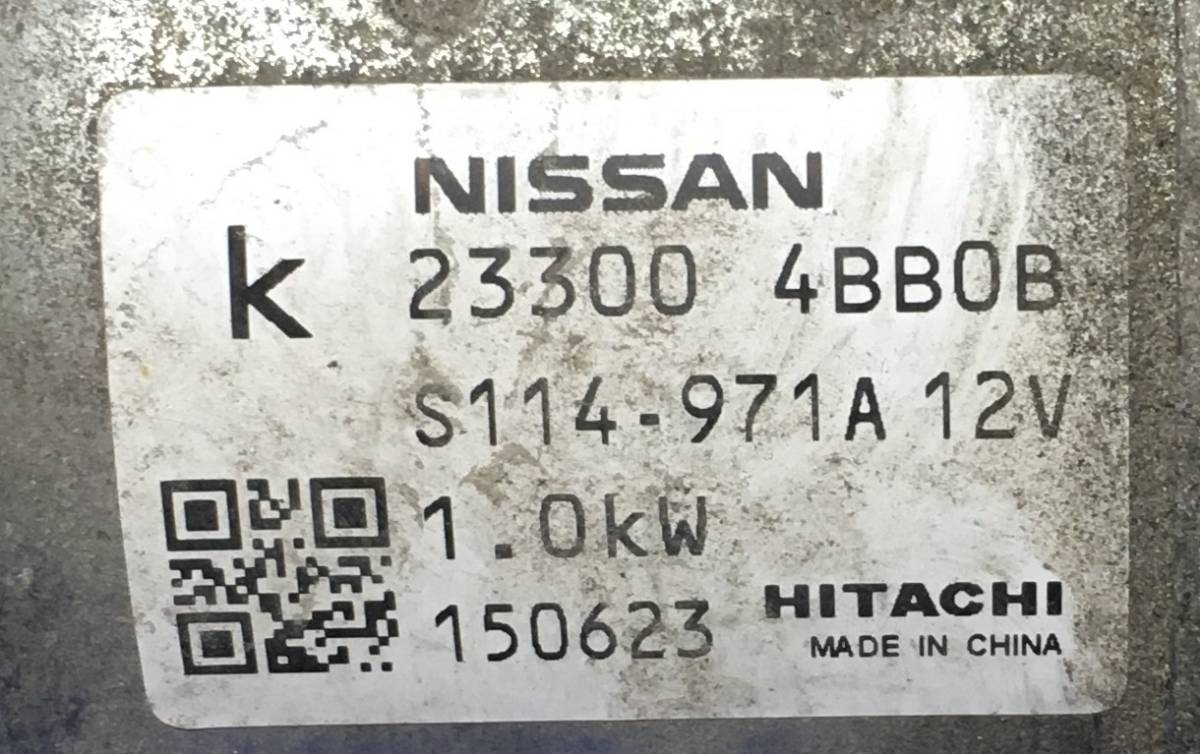 NISSAN
k 23300 4BB0B
S114-971A 12V
1.0kW
150623 HITACHI
MADE IN CHINA